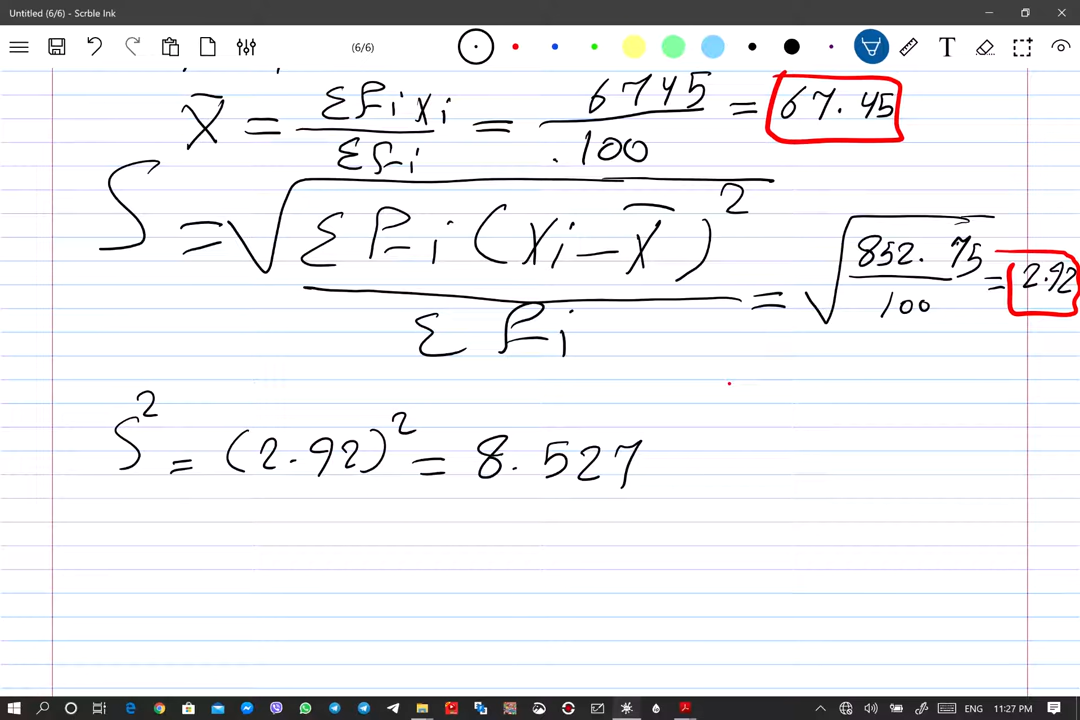 Untitled (6/6) - Scrble Ink
(6/6)
T
x̄ = Σfixi / Σfi = 6745 / .100 = 67.45
S = √(Σfi(xi - x̄)² / Σfi) = √(852.75 / 100) = 2.92
S² = (2.92)² = 8.527
ENG 11:27 PM